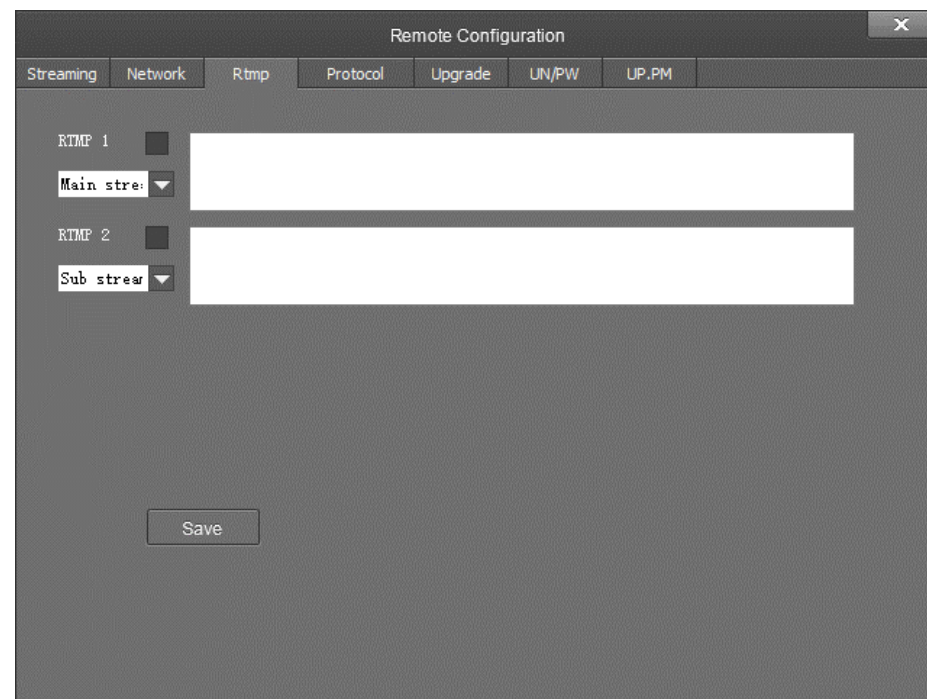 Remote Configuration
X
Streaming Network Rtmp Protocol Upgrade UN/PW UP.PM
RTMP 1
Main stre
RTMP 2
Sub strea
Save